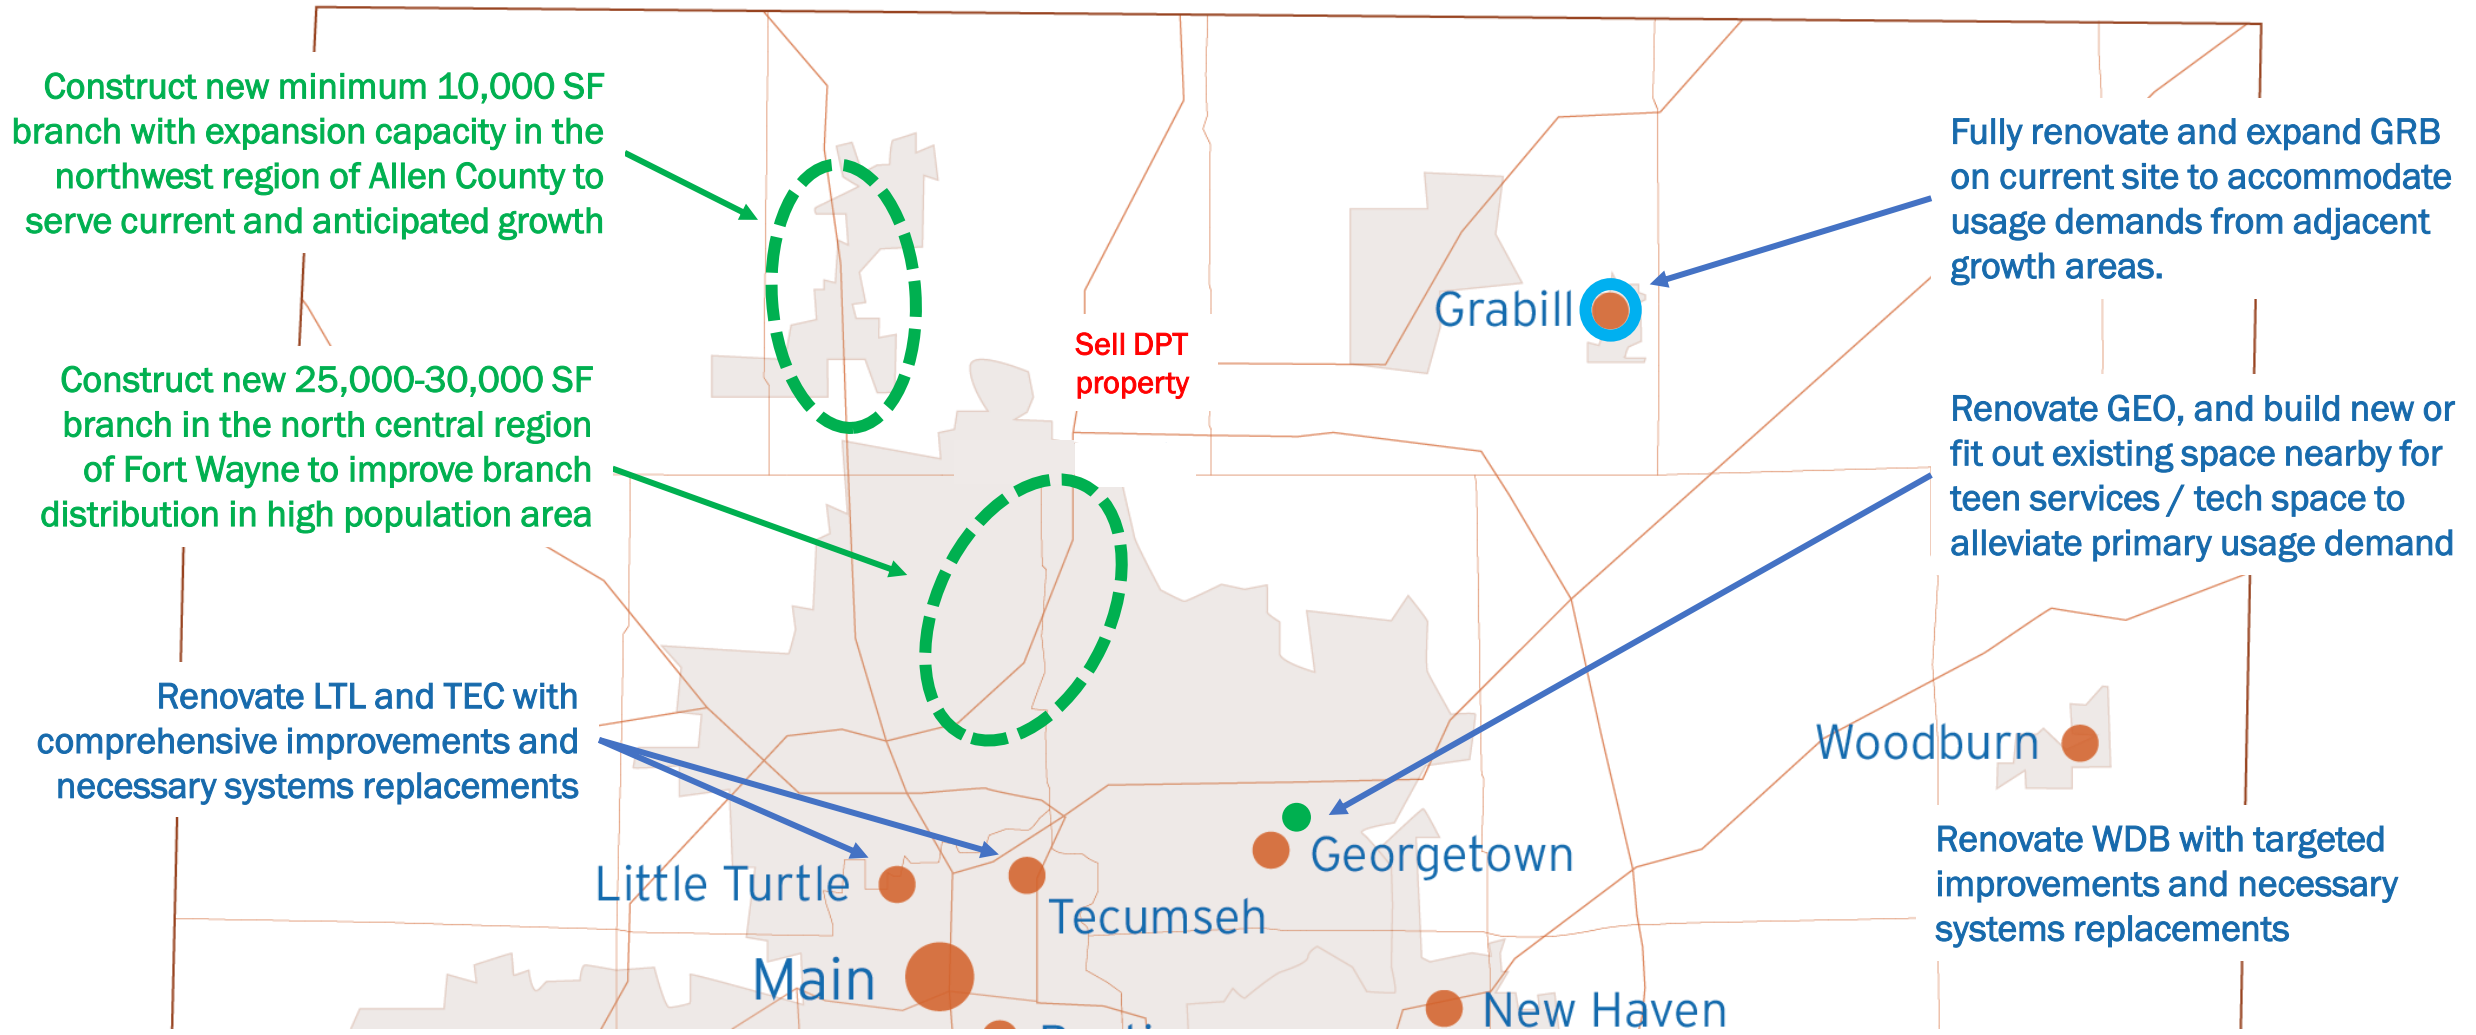 Construct new minimum 10,000 SF
branch with expansion capacity in the
northwest region of Allen County to
serve current and anticipated growth
Fully renovate and expand GRB
on current site to accommodate
usage demands from adjacent
growth areas.
Grabill
Sell DPT
property
Construct new 25,000-30,000 SF
branch in the north central region
of Fort Wayne to improve branch
distribution in high population area
Renovate GEO, and build new or
fit out existing space nearby for
teen services / tech space to
alleviate primary usage demand
Renovate LTL and TEC with
comprehensive improvements and
necessary systems replacements
Woodburn
Renovate WDB with targeted
improvements and necessary
systems replacements
Georgetown
Little Turtle
Tecumseh
Main
New Haven